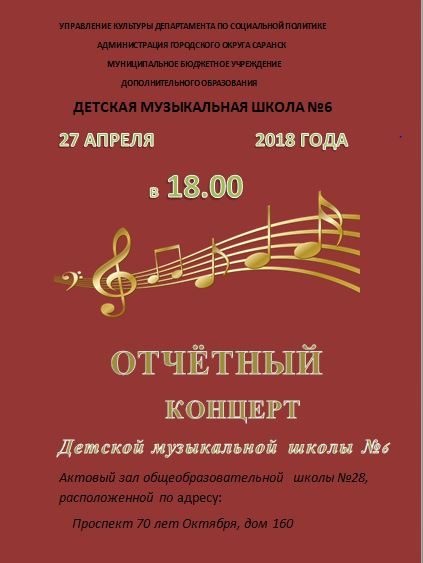 УПРАВЛЕНИЕ КУЛЬТУРЫ ДЕПАРТАМЕНТА ПО СОЦИАЛЬНОЙ ПОЛИТИКЕ
АДМИНИСТРАЦИЯ ГОРОДСКОГО ОКРУГА САРАНСК
МУНИЦИПАЛЬНОЕ БЮДЖЕТНОЕ УЧРЕЖДЕНИЕ
ДОПОЛНИТЕЛЬНОГО ОБРАЗОВАНИЯ
ДЕТСКАЯ МУЗЫКАЛЬНАЯ ШКОЛА №6
27 АПРЕЛЯ 2018 ГОДА
в 18.00
ОТЧЁТНЫЙ
КОНЦЕРТ
Детской музыкальной школы №6
Актовый зал общеобразовательной школы №28,
расположенной по адресу:
Проспект 70 лет Октября, дом 160